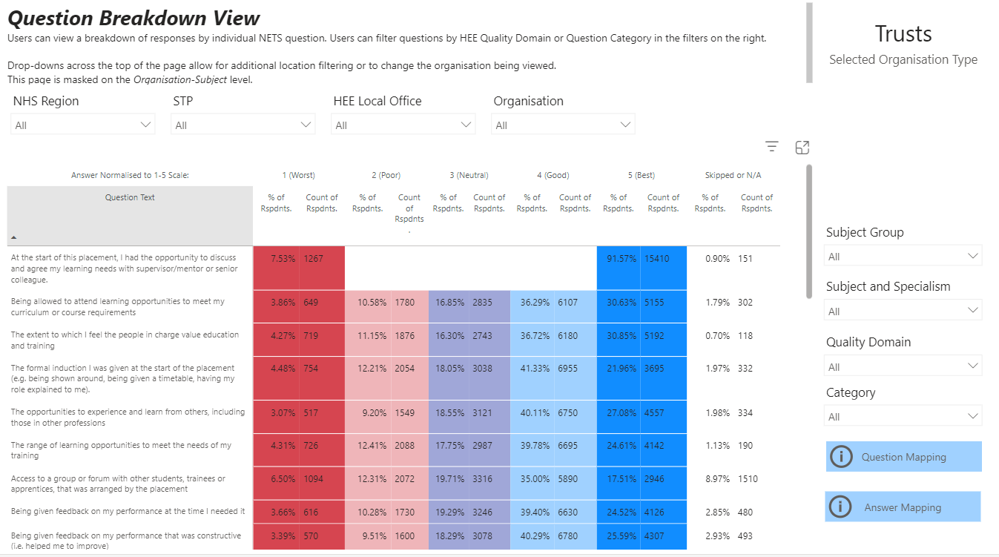 Question Breakdown View
Users can view a breakdown of responses by individual NETS question. Users can filter questions by HEE Quality Domain or Question Category in the filters on the right.
Drop-downs across the top of the page allow for additional location filtering or to change the organisation being viewed.
This page is masked on the Organisation-Subject level.
Trusts
Selected Organisation Type
NHS Region STP HEE Local Office Organisation
All All All All
Answer Normalised to 1-5 Scale: 1 (Worst) 2 (Poor) 3 (Neutral) 4 (Good) 5 (Best) Skipped or N/A
Question Text % of Count of % of Count % of Count of % of Count of % of Count of % of Count of
Rspdnts. Rspdnts. Rspdnts. of Rspdnts. Rspdnts. Rspdnts. Rspdnts. Rspdnts. Rspdnts. Rspdnts. Rspdnts.
Rspdnts
.
At the start of this placement, I had the opportunity to discuss 7.53% 1267 91.57% 15410 0.90% 151
and agree my learning needs with supervisor/mentor or senior
colleague.
Being allowed to attend learning opportunities to meet my 3.86% 649 10.58% 1780 16.85% 2835 36.29% 6107 30.63% 5155 1.79% 302
curriculum or course requirements
The extent to which I feel the people in charge value education 4.27% 719 11.15% 1876 16.30% 2743 36.72% 6180 30.85% 5192 0.70% 118
and training
The formal induction I was given at the start of the placement 4.48% 754 12.21% 2054 18.05% 3038 41.33% 6955 21.96% 3695 1.97% 332
(e.g. being shown around, being given a timetable, having my
role explained to me).
The opportunities to experience and learn from others, including 3.07% 517 9.20% 1549 18.55% 3121 40.11% 6750 27.08% 4557 1.98% 334
those in other professions
The range of learning opportunities to meet the needs of my 4.31% 726 12.41% 2088 17.75% 2987 39.78% 6695 24.61% 4142 1.13% 190
training
Access to a group or forum with other students, trainees or 6.50% 1094 12.31% 2072 19.71% 3316 35.00% 5890 17.51% 2946 8.97% 1510
apprentices, that was arranged by the placement
Being given feedback on my performance at the time I needed it 3.66% 616 10.28% 1730 19.29% 3246 39.40% 6630 24.52% 4126 2.85% 480
Being given feedback on my performance that was constructive 3.39% 570 9.51% 1600 18.29% 3078 40.29% 6780 25.59% 4307 2.93% 493
(i.e. helped me to improve)
Subject Group
All
Subject and Specialism
All
Quality Domain
All
Category
All
Question Mapping
Answer Mapping